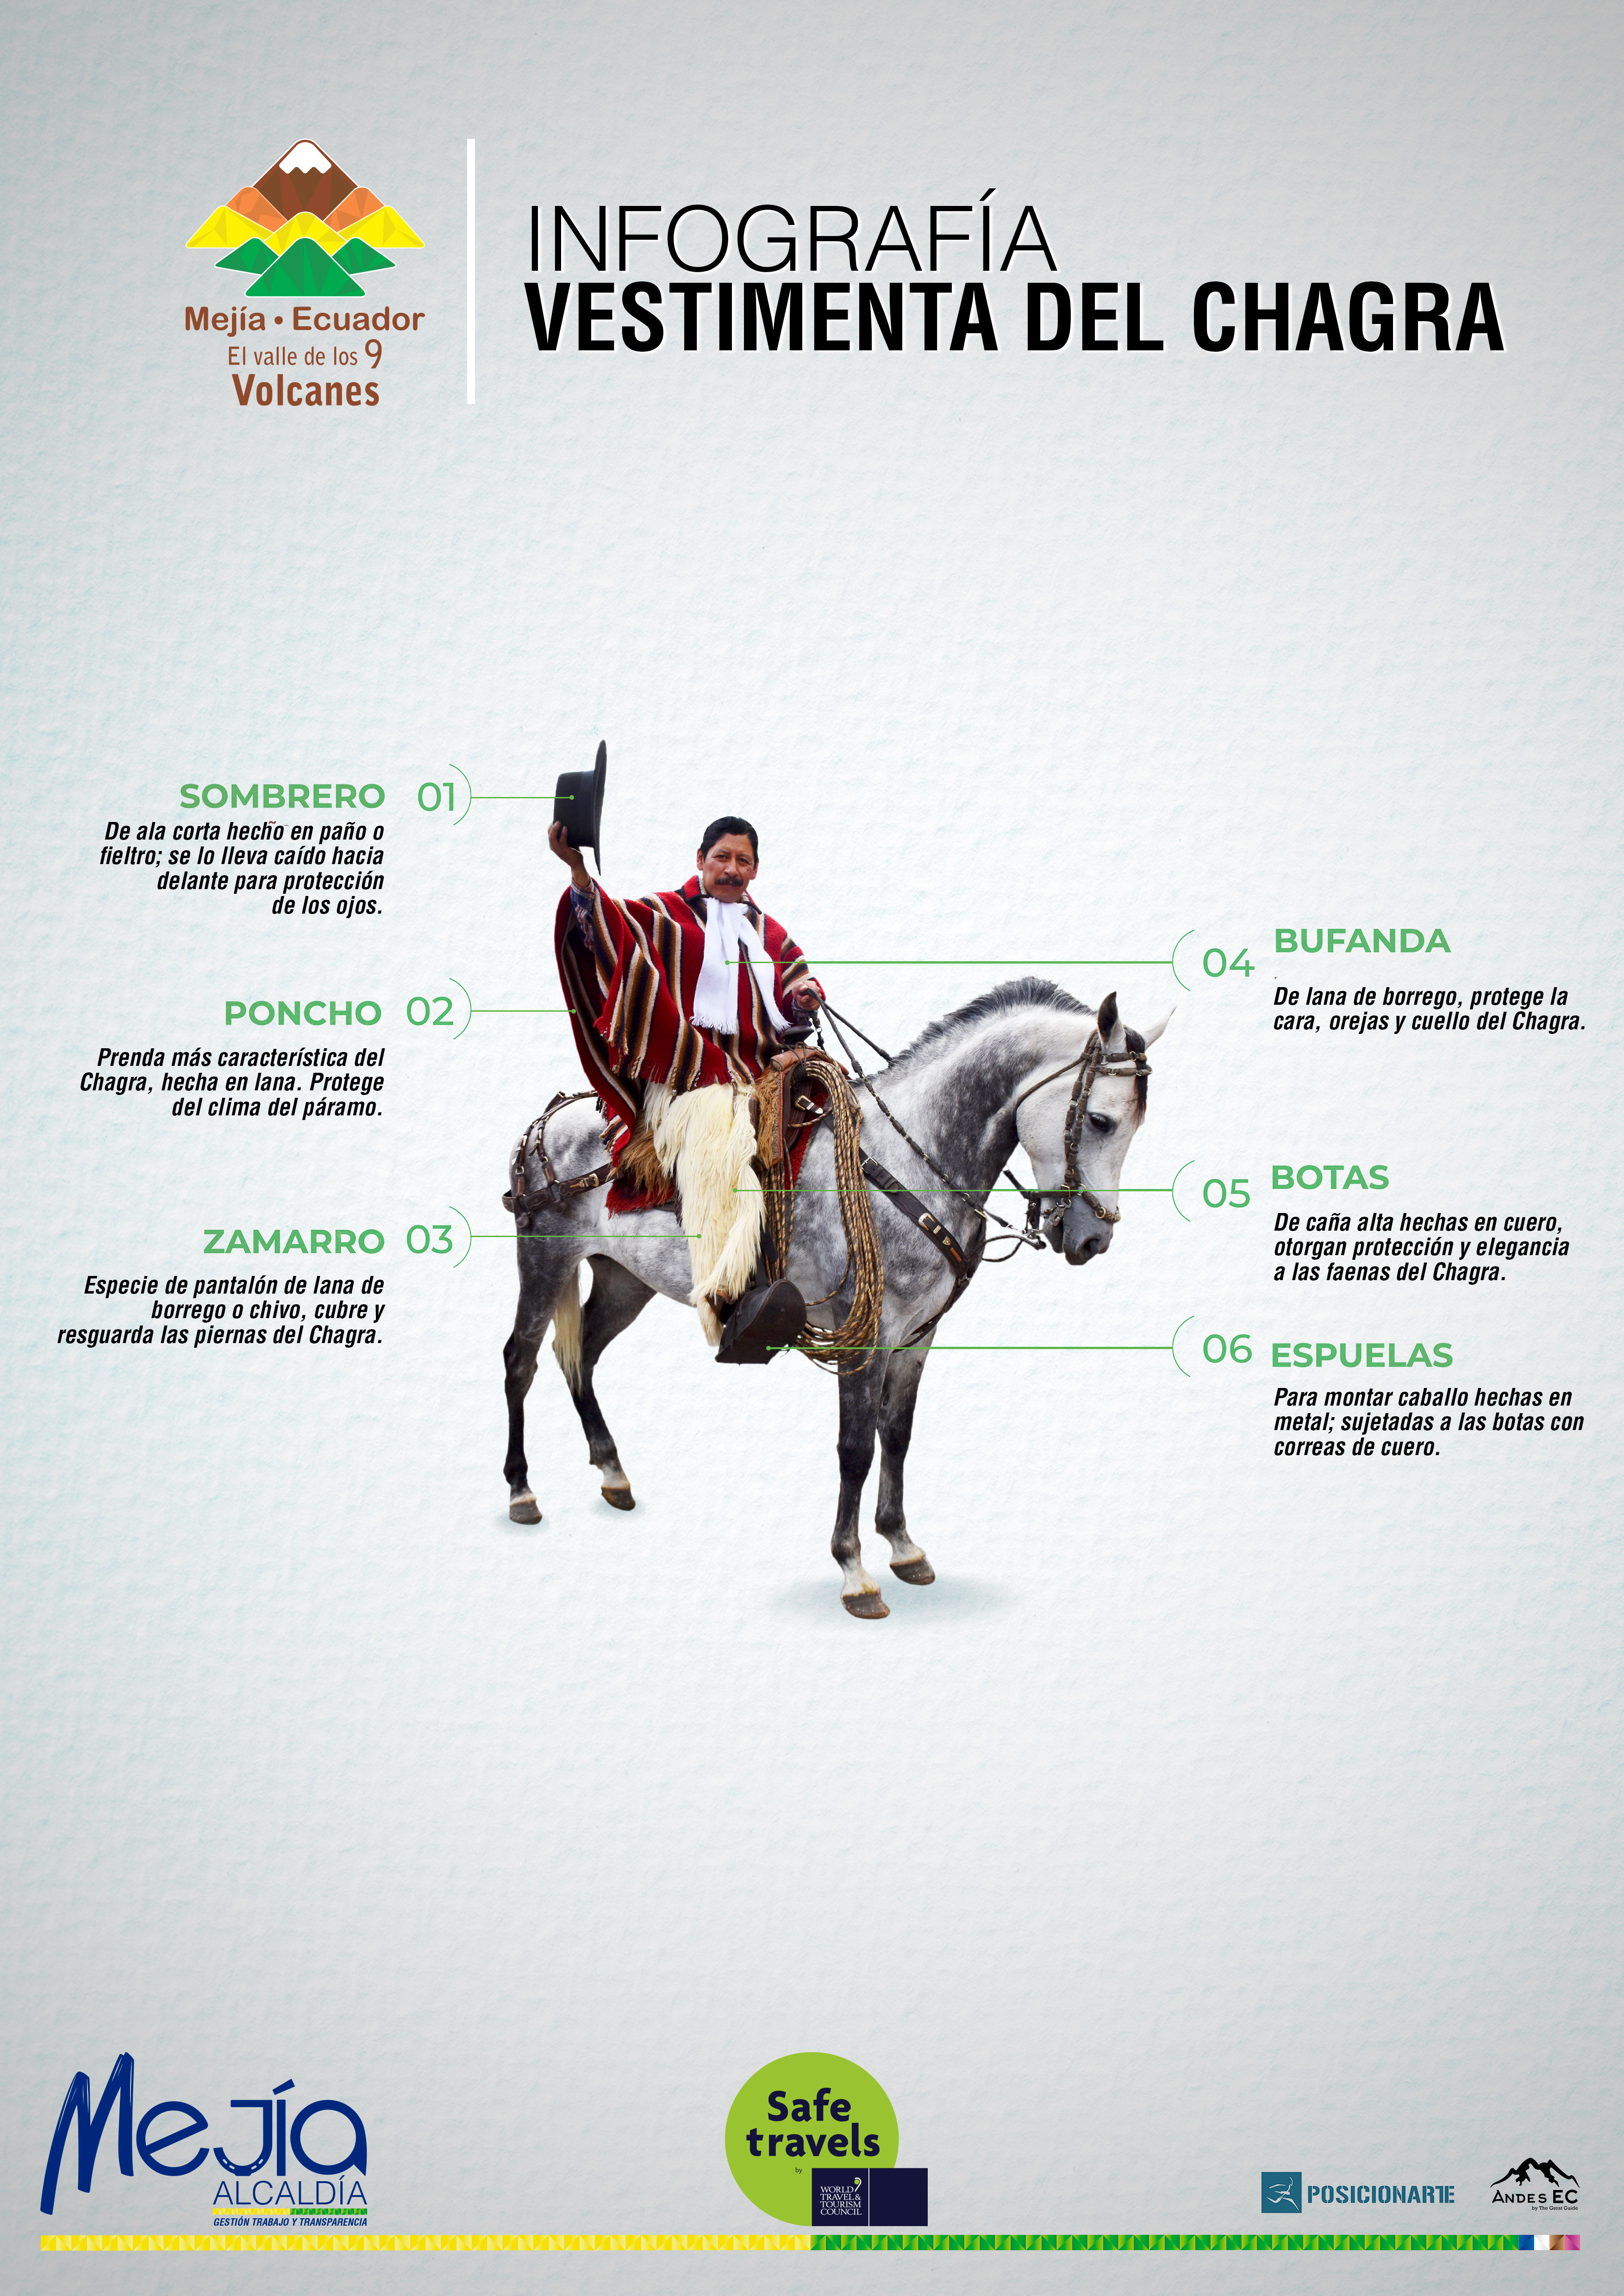 Mejía • Ecuador
El valle de los 9
Volcanes
INFOGRAFÍA
VESTIMENTA DEL CHAGRA
SOMBRERO 01
De ala corta hecho en paño o
fieltro; se lo lleva caído hacia
delante para protección
de los ojos.
PONCHO 02
Prenda más característica del
Chagra, hecha en lana. Protege
del clima del páramo.
ZAMARRO 03
Especie de pantalón de lana de
borrego o chivo, cubre y
resguarda las piernas del Chagra.
04 BUFANDA
De lana de borrego, protege la
cara, orejas y cuello del Chagra.
05 BOTAS
De caña alta hechas en cuero,
otorgan protección y elegancia
a las faenas del Chagra.
06 ESPUELAS
Para montar caballo hechas en
metal; sujetadas a las botas con
correas de cuero.
Mejía
ALCALDÍA
GESTIÓN TRABAJO Y TRANSPARENCIA
Safe
travels
by
WORLD
TRAVEL &
TOURISM
COUNCIL
POSICIONARTE
ANDES EC
by The Great Guide